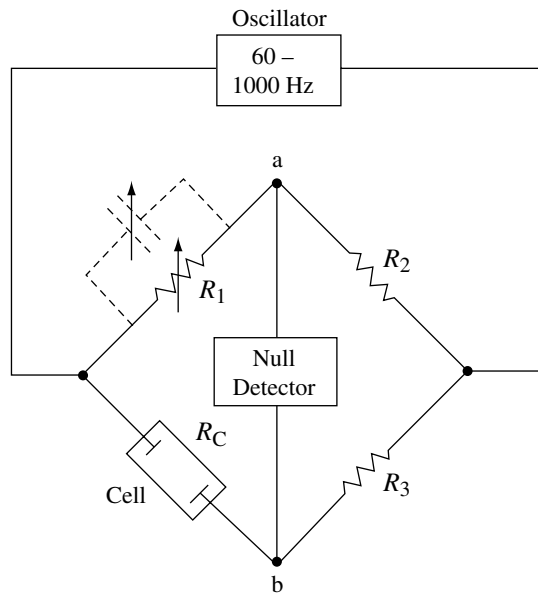 Oscillator
60 –
1000 Hz
a
R1
R2
Null
Detector
RC
Cell
R3
b